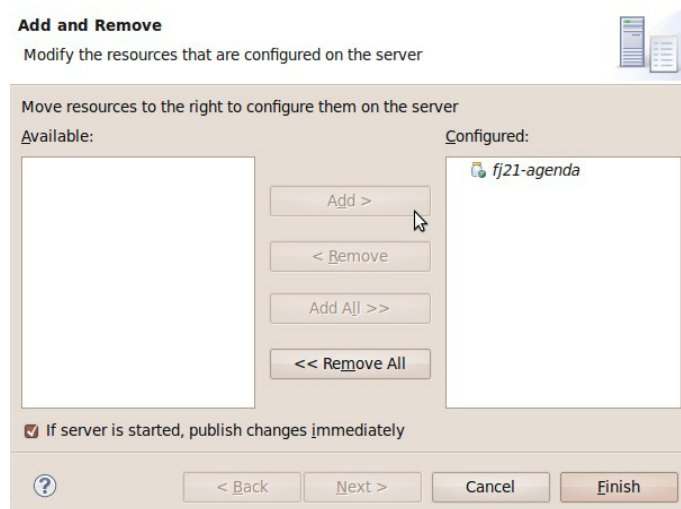 Add and Remove
Modify the resources that are configured on the server
Move resources to the right to configure them on the server
Available:
Configured:
fj21-agenda
Add >
< Remove
Add All >>
<< Remove All
If server is started, publish changes immediately
?
< Back
Next >
Cancel
Finish